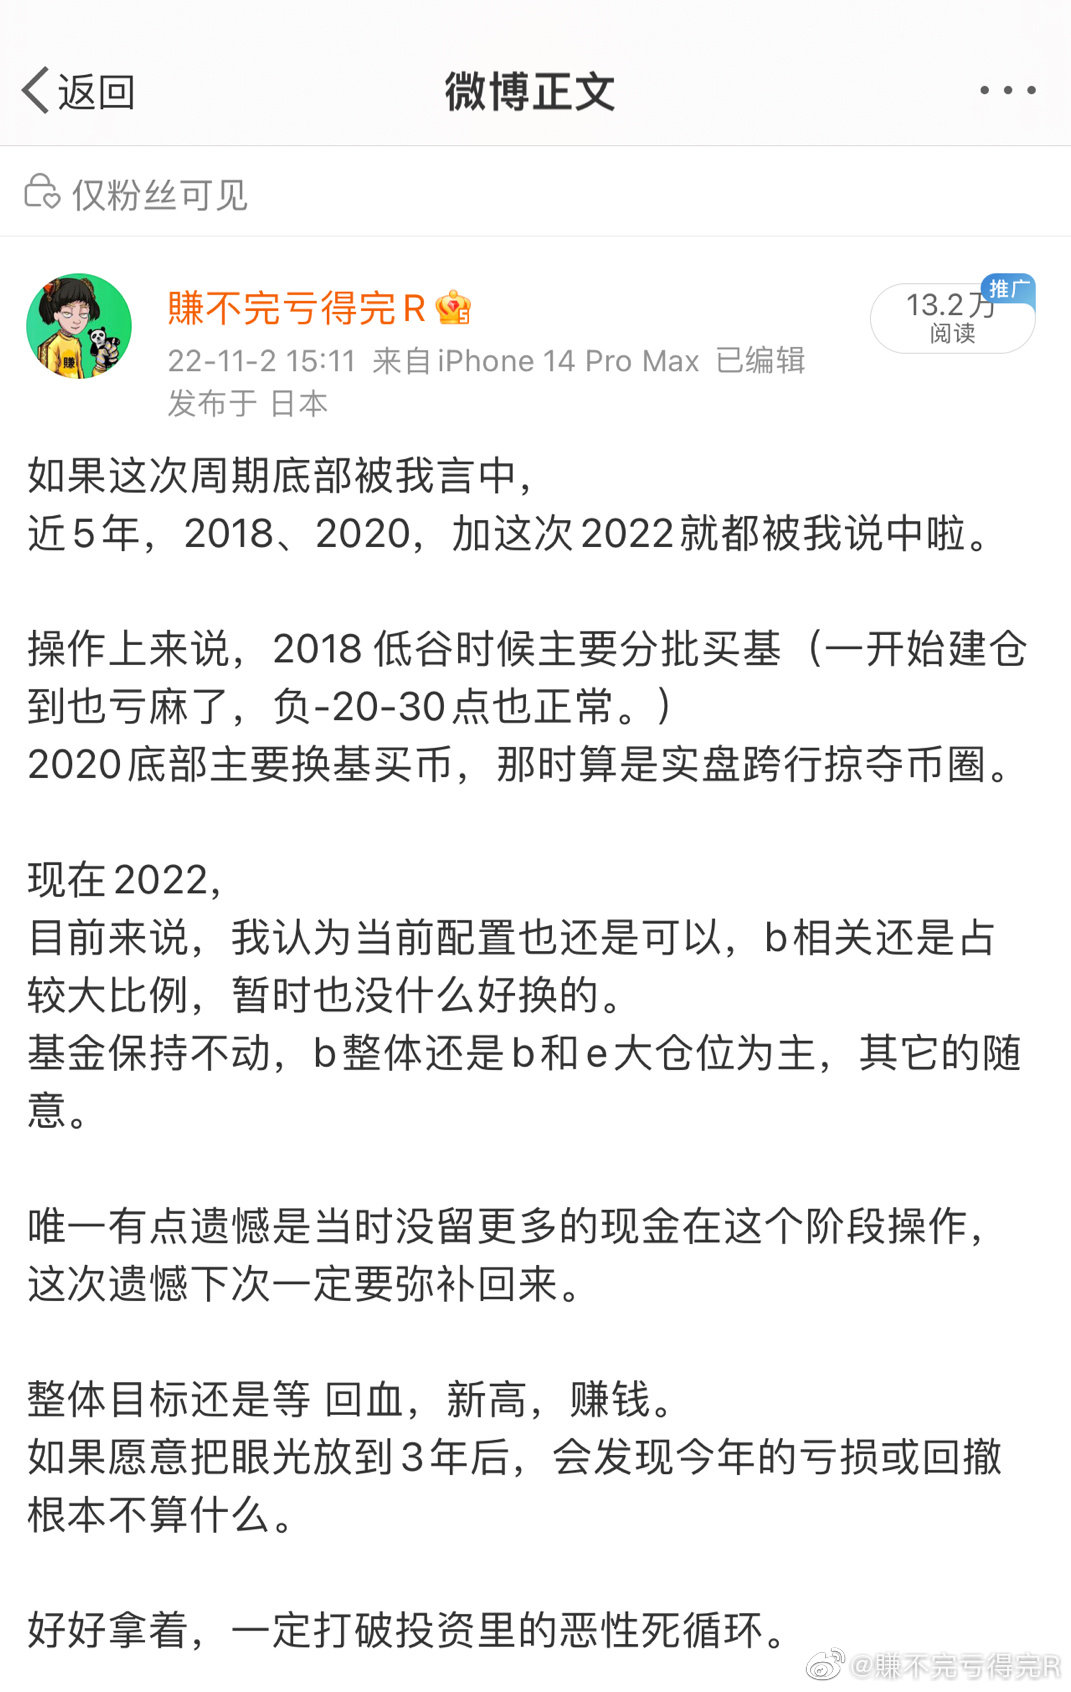 返回
微博正文
仅粉丝可见
賺不完亏得完R
推广
13.2万
阅读
22-11-2 15:11 来自iPhone 14 Pro Max 已编辑
发布于 日本
賺
如果这次周期底部被我言中，
近5年，2018、2020，加这次2022就都被我说中啦。
操作上来说，2018 低谷时候主要分批买基（一开始建仓
到也亏麻了，负-20-30点也正常。）
2020底部主要换基买币，那时算是实盘跨行掠夺币圈。
现在2022，
目前来说，我认为当前配置也还是可以，b相关还是占
较大比例，暂时也没什么好换的。
基金保持不动，b整体还是b和e大仓位为主，其它的随
意。
唯一有点遗憾是当时没留更多的现金在这个阶段操作，
这次遗憾下次一定要弥补回来。
整体目标还是等 回血，新高，赚钱。
如果愿意把眼光放到3年后，会发现今年的亏损或回撤
根本不算什么。
好好拿着，一定打破投资里的恶性死循环。
@賺不完亏得完R